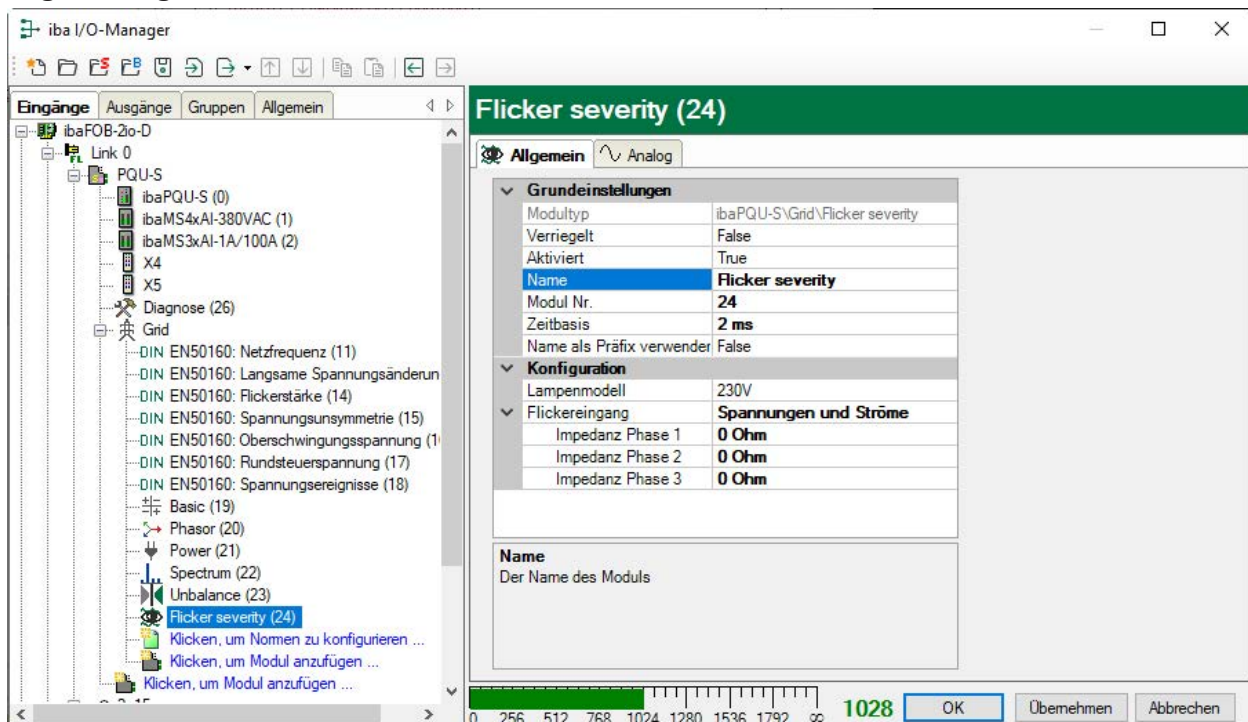 iba I/O-Manager
Eingänge Ausgänge Gruppen Allgemein
ibaFOB-2io-D
Link 0
PQU-S
ibaPQU-S (0)
ibaMS4xAI-380VAC (1)
ibaMS3xAI-1A/100A (2)
X4
X5
Diagnose (26)
Grid
DIN EN50160: Netzfrequenz (11)
DIN EN50160: Langsame Spannungsänderun
DIN EN50160: Flickerstärke (14)
DIN EN50160: Spannungsunsymmetrie (15)
DIN EN50160: Oberschwingungsspannung (1
DIN EN50160: Rundsteuerspannung (17)
DIN EN50160: Spannungsereignisse (18)
Basic (19)
Phasor (20)
Power (21)
Spectrum (22)
Unbalance (23)
Flicker severity (24)
Klicken, um Normen zu konfigurieren ...
Klicken, um Modul anzufügen ...
Klicken, um Modul anzufügen ...
Flicker severity (24)
Allgemein Analog
Grundeinstellungen
Modultyp ibaPQU-S\Grid\Flicker severity
Verriegelt False
Aktiviert True
Name Flicker severity
Modul Nr. 24
Zeitbasis 2 ms
Name als Präfix verwenden False
Konfiguration
Lampenmodell 230V
Flickereingang Spannungen und Ströme
Impedanz Phase 1 0 Ohm
Impedanz Phase 2 0 Ohm
Impedanz Phase 3 0 Ohm
Name
Der Name des Moduls
0 256 512 768 1024 1280 1536 1792 ∞ 1028 OK Übernehmen Abbrechen